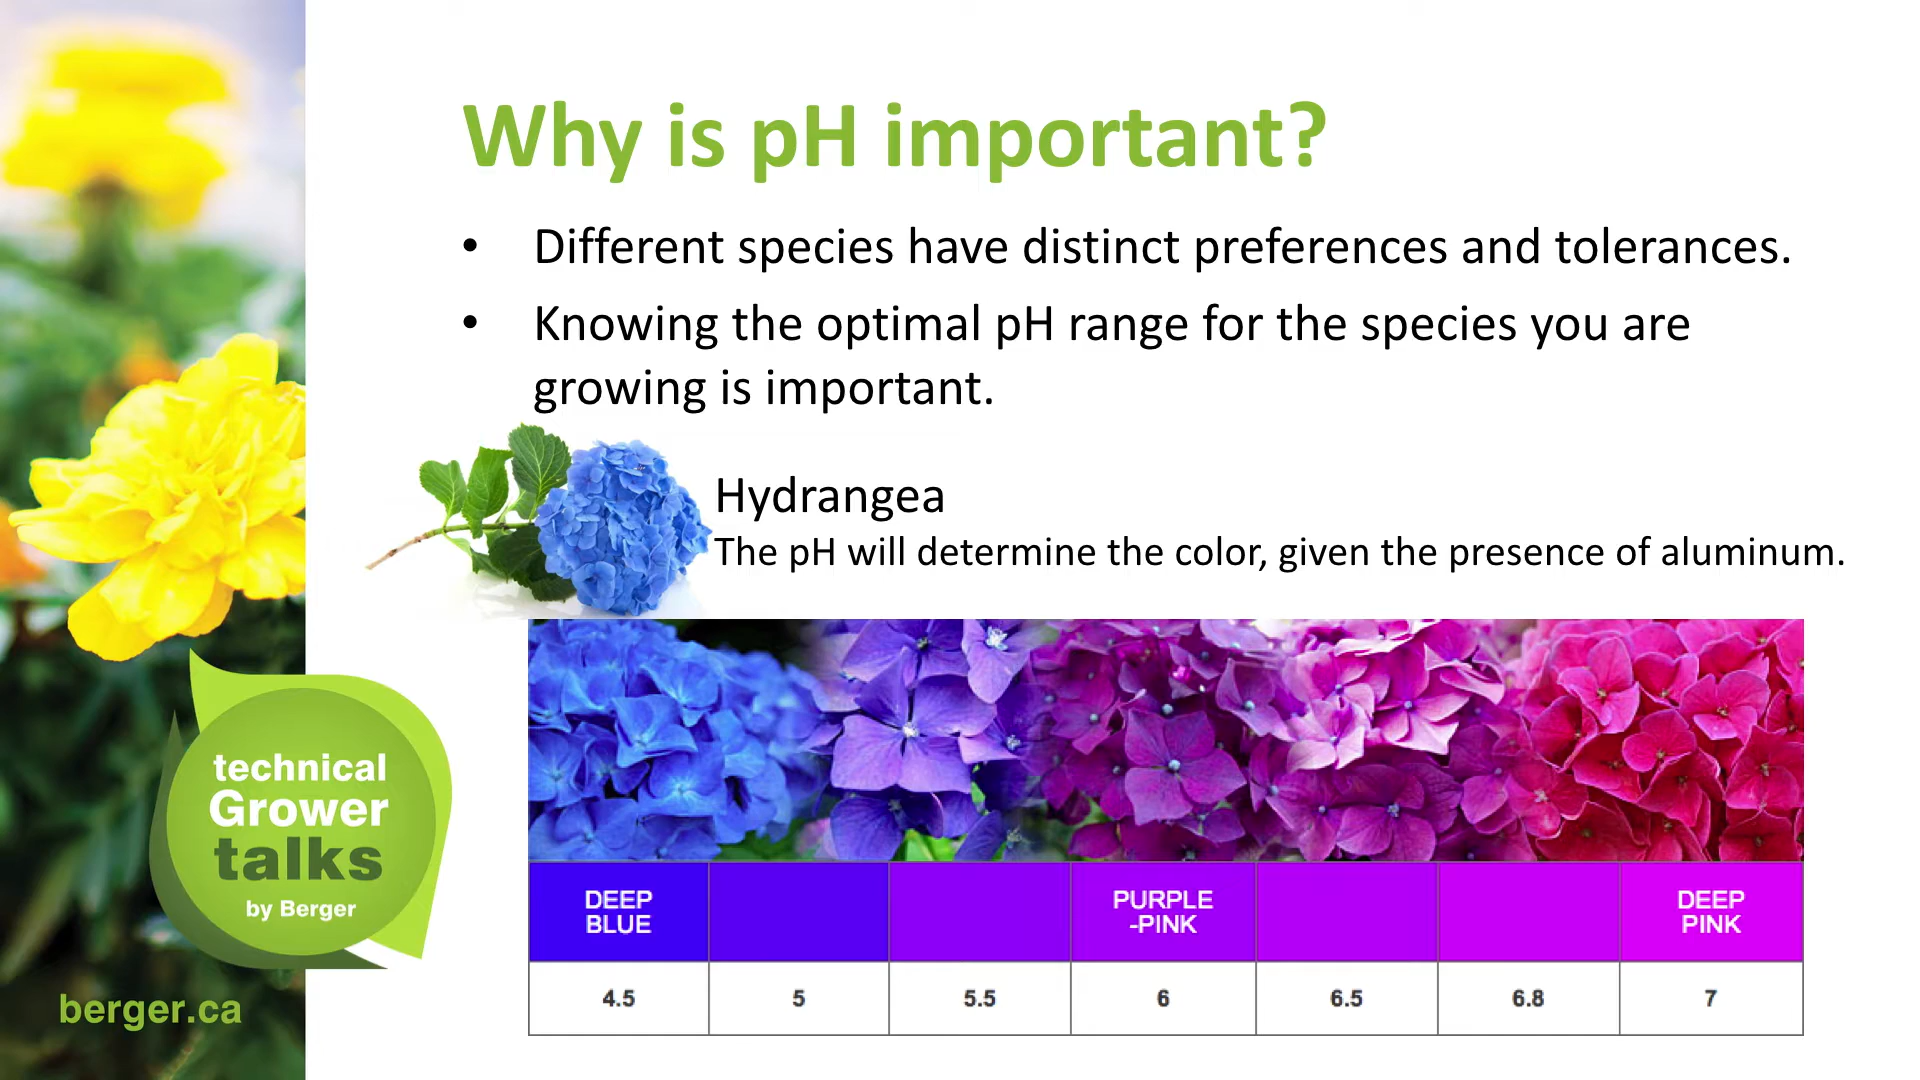 Why is pH important?
• Different species have distinct preferences and tolerances.
• Knowing the optimal pH range for the species you are
growing is important.
Hydrangea
The pH will determine the color, given the presence of aluminum.
DEEP
BLUE
PURPLE
-PINK
DEEP
PINK
4.5 5 5.5 6 6.5 6.8 7
technical
Grower
talks
by Berger
berger.ca